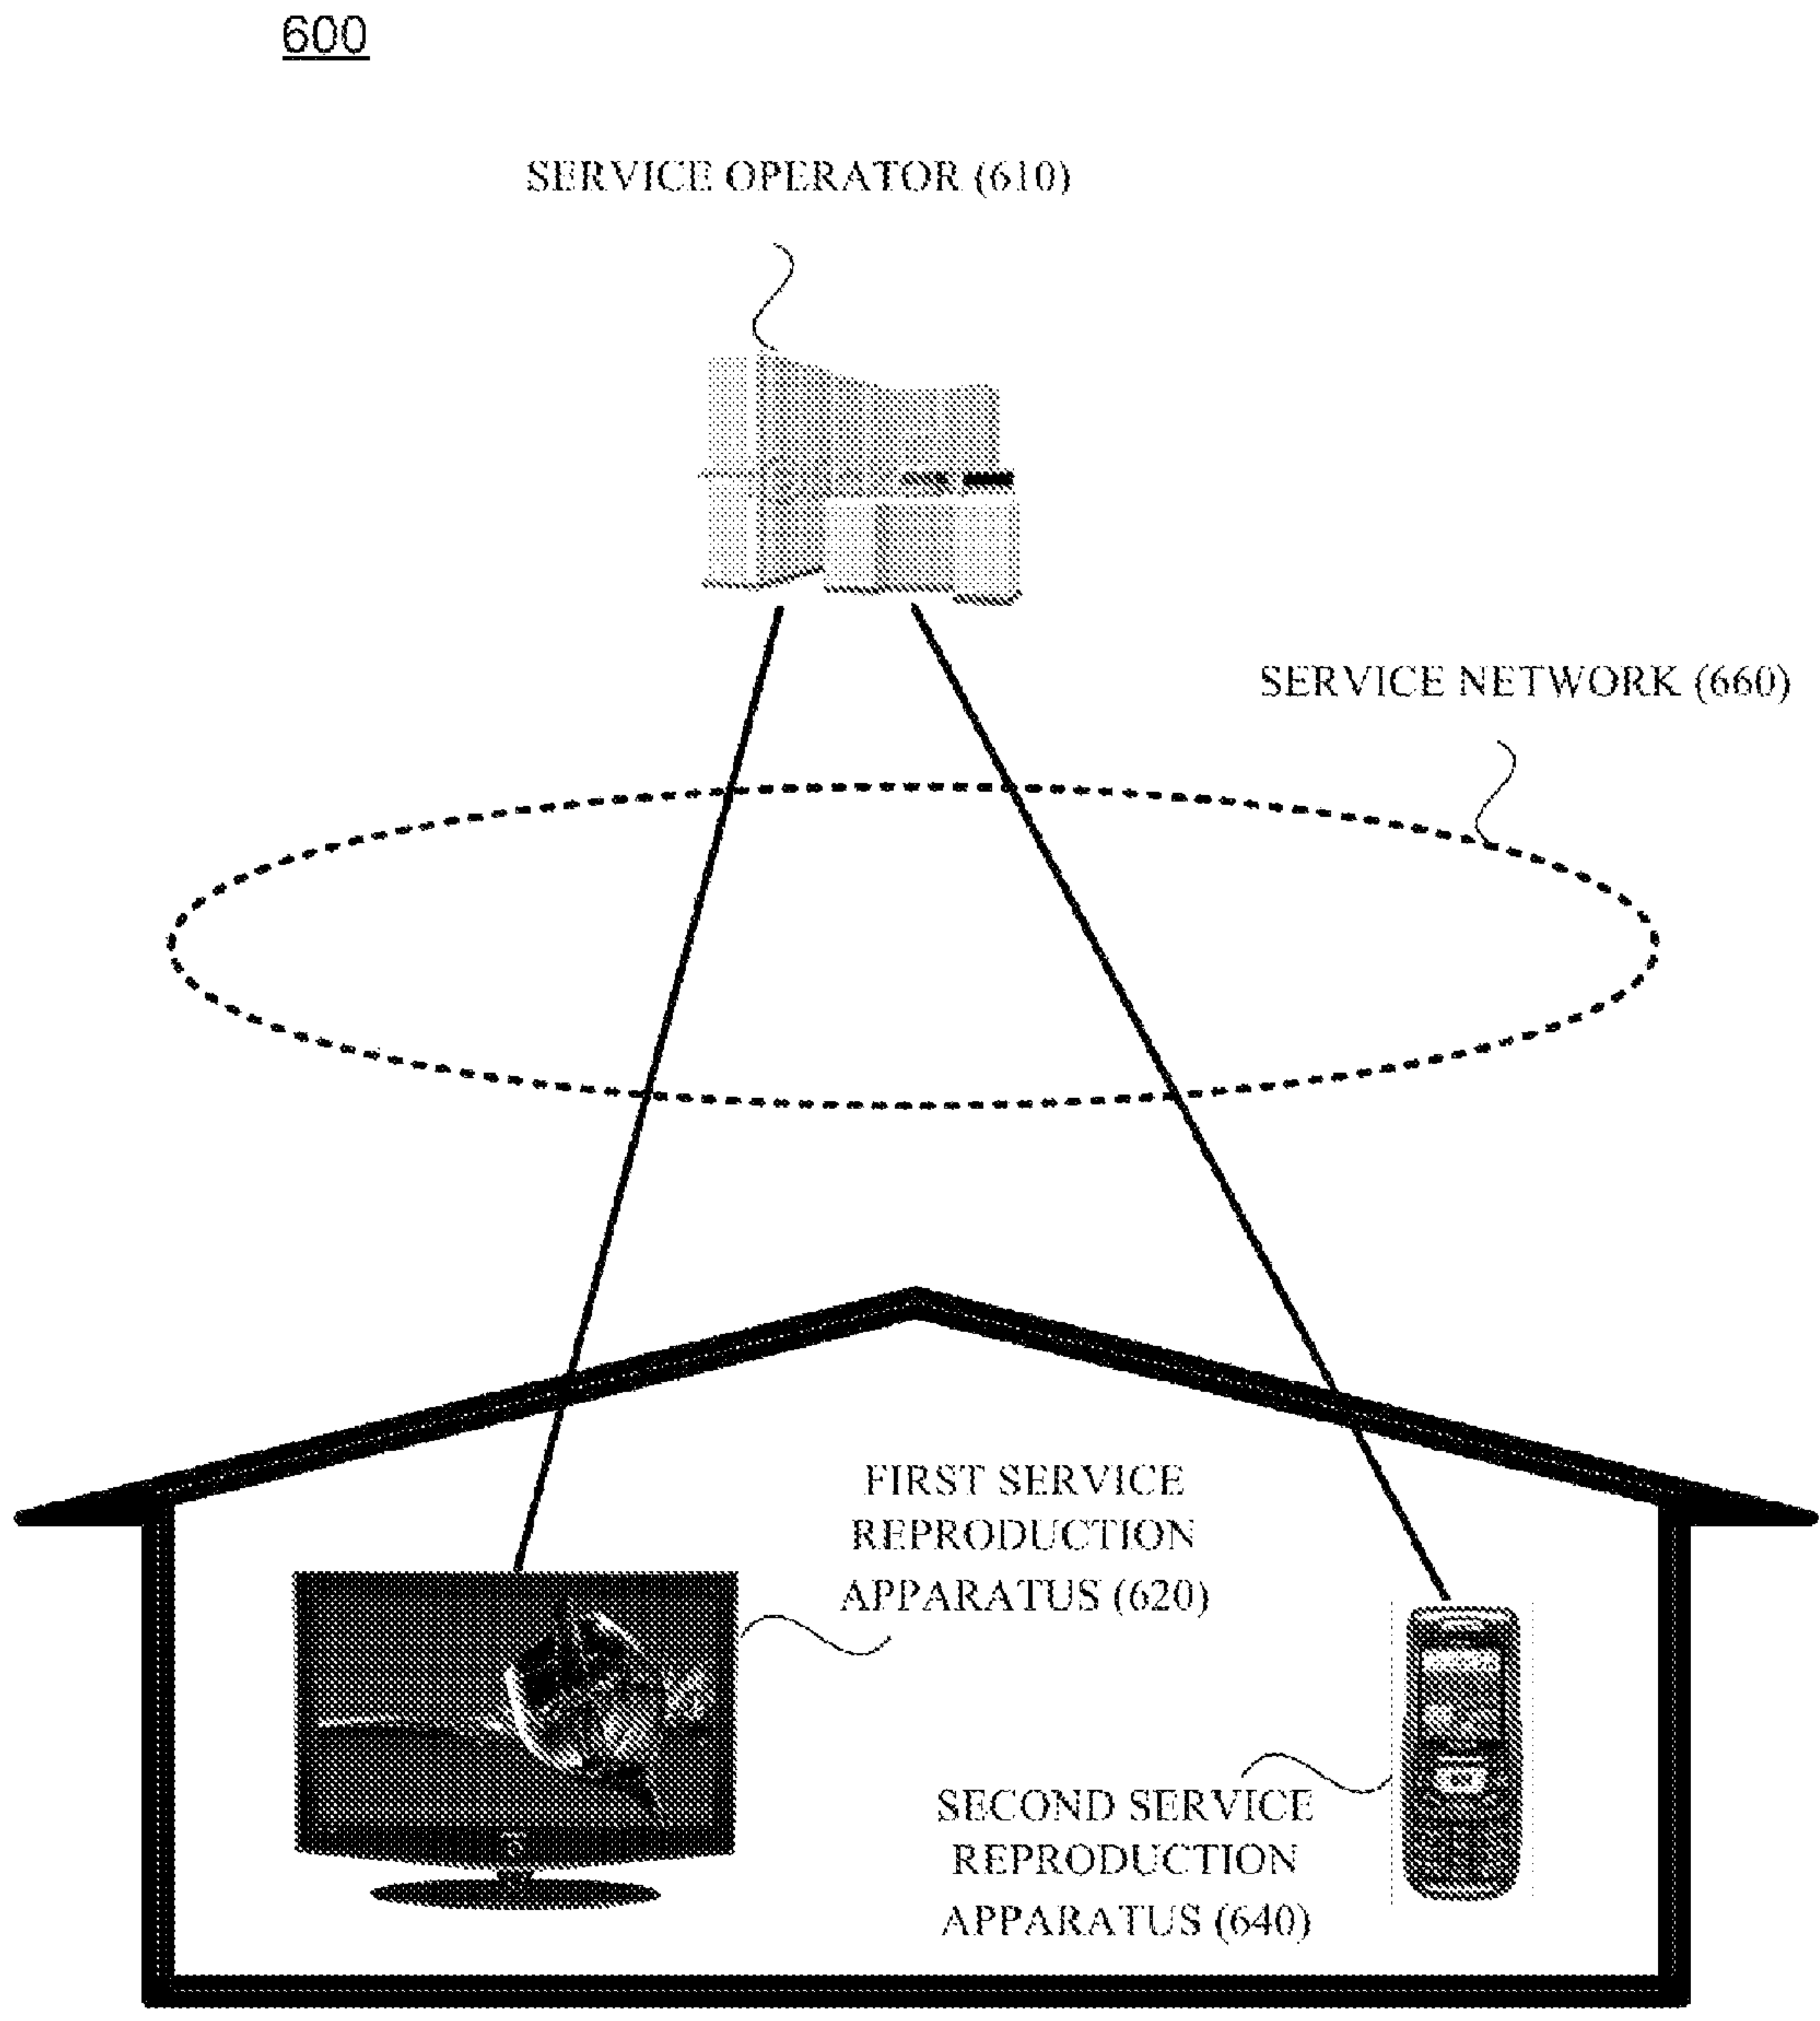 600
SERVICE OPERATOR (610)
SERVICE NETWORK (660)
FIRST SERVICE
REPRODUCTION
APPARATUS (620)
SECOND SERVICE
REPRODUCTION
APPARATUS (640)